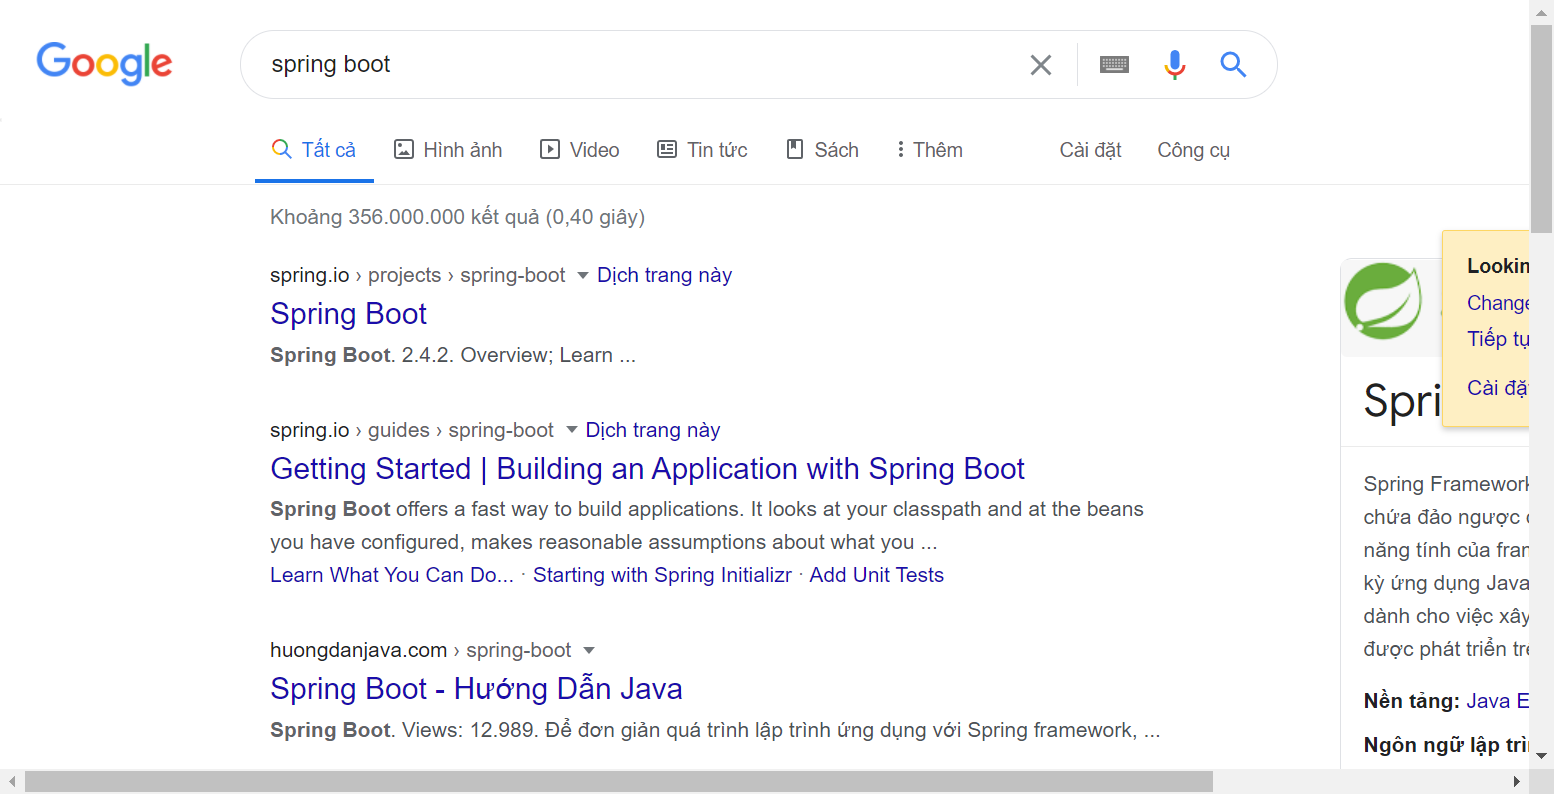 Google
spring boot
Tất cả
Hình ảnh
Video
Tin tức
Sách
Thêm
Cài đặt
Công cụ
Khoảng 356.000.000 kết quả (0,40 giây)
spring.io › projects › spring-boot Dịch trang này
Spring Boot
Spring Boot. 2.4.2. Overview; Learn ...
spring.io › guides › spring-boot Dịch trang này
Getting Started | Building an Application with Spring Boot
Spring Boot offers a fast way to build applications. It looks at your classpath and at the beans
you have configured, makes reasonable assumptions about what you ...
Learn What You Can Do... · Starting with Spring Initializr · Add Unit Tests
huongdanjava.com › spring-boot
Spring Boot - Hướng Dẫn Java
Spring Boot. Views: 12.989. Để đơn giản quá trình lập trình ứng dụng với Spring framework, ...
Change
Tiếp
Cài
Spring Framework
chứa đảo ngược
năng tính của
kỳ ứng dụng Java
dành cho việc xây
được phát triển
Nền tảng: Java
Ngôn ngữ lập